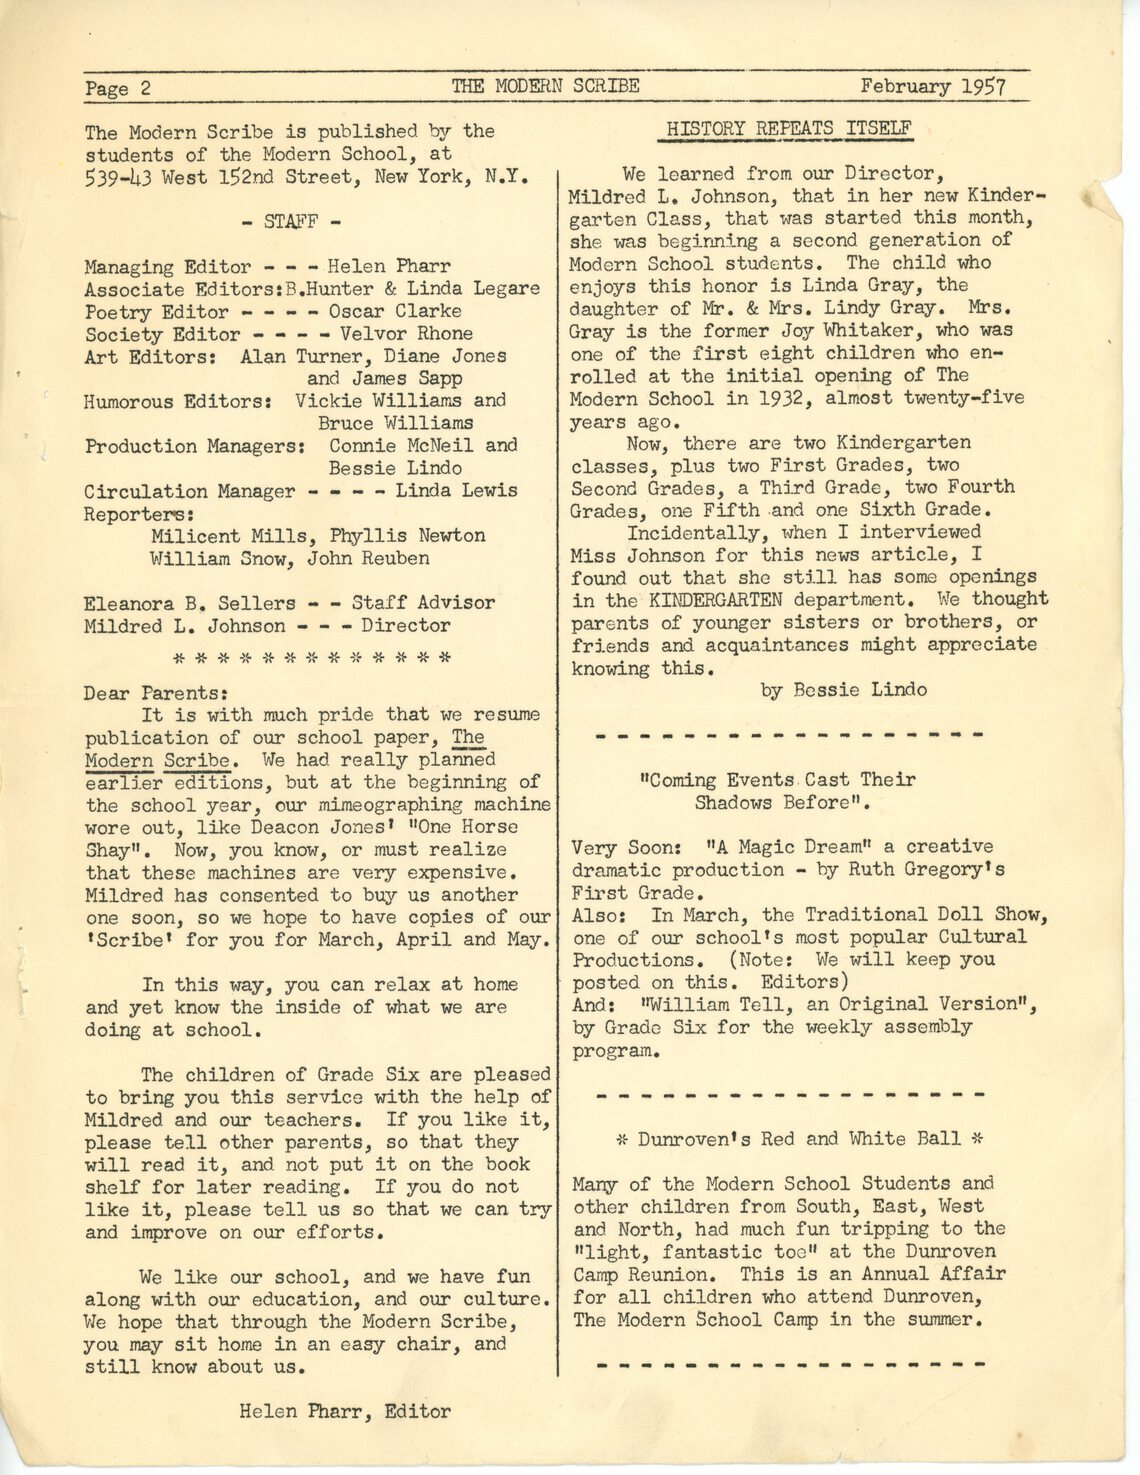 Page 2 THE MODERN SCRIBE February 1957
The Modern Scribe is published by the
students of the Modern School, at
539-43 West 152nd Street, New York, N.Y.
- STAFF -
Managing Editor - - - Helen Pharr
Associate Editors:B.Hunter & Linda Legare
Poetry Editor - - - - Oscar Clarke
Society Editor - - - - Velvor Rhone
Art Editors: Alan Turner, Diane Jones
and James Sapp
Humorous Editors: Vickie Williams and
Bruce Williams
Production Managers: Connie McNeil and
Bessie Lindo
Circulation Manager - - - - Linda Lewis
Reporters:
Milicent Mills, Phyllis Newton
William Snow, John Reuben
Eleanora B. Sellers - - Staff Advisor
Mildred L. Johnson - - - Director
* * * * * * * * * * * * *
Dear Parents:
It is with much pride that we resume
publication of our school paper, The
Modern Scribe. We had really planned
earlier editions, but at the beginning of
the school year, our mimeographing machine
wore out, like Deacon Jones' "One Horse
Shay". Now, you know, or must realize
that these machines are very expensive.
Mildred has consented to buy us another
one soon, so we hope to have copies of our
'Scribe' for you for March, April and May.
In this way, you can relax at home
and yet know the inside of what we are
doing at school.
The children of Grade Six are pleased
to bring you this service with the help of
Mildred and our teachers. If you like it,
please tell other parents, so that they
will read it, and not put it on the book
shelf for later reading. If you do not
like it, please tell us so that we can try
and improve on our efforts.
We like our school, and we have fun
along with our education, and our culture.
We hope that through the Modern Scribe,
you may sit home in an easy chair, and
still know about us.
Helen Pharr, Editor
HISTORY REPEATS ITSELF
We learned from our Director,
Mildred L. Johnson, that in her new Kinder-
garten Class, that was started this month,
she was beginning a second generation of
Modern School students. The child who
enjoys this honor is Linda Gray, the
daughter of Mr. & Mrs. Lindy Gray. Mrs.
Gray is the former Joy Whitaker, who was
one of the first eight children who en-
rolled at the initial opening of The
Modern School in 1932, almost twenty-five
years ago.
Now, there are two Kindergarten
classes, plus two First Grades, two
Second Grades, a Third Grade, two Fourth
Grades, one Fifth and one Sixth Grade.
Incidentally, when I interviewed
Miss Johnson for this news article, I
found out that she still has some openings
in the KINDERGARTEN department. We thought
parents of younger sisters or brothers, or
friends and acquaintances might appreciate
knowing this.
by Bessie Lindo
- - - - - - - - - - - - - - - - - -
"Coming Events Cast Their
Shadows Before".
Very Soon: "A Magic Dream" a creative
dramatic production - by Ruth Gregory's
First Grade.
Also: In March, the Traditional Doll Show,
one of our school's most popular Cultural
Productions. (Note: We will keep you
posted on this. Editors)
And: "William Tell, an Original Version",
by Grade Six for the weekly assembly
program.
- - - - - - - - - - - - - - - - - -
* Dunroven's Red and White Ball *
Many of the Modern School Students and
other children from South, East, West
and North, had much fun tripping to the
"light, fantastic toe" at the Dunroven
Camp Reunion. This is an Annual Affair
for all children who attend Dunroven,
The Modern School Camp in the summer.
- - - - - - - - - - - - - - - - - -